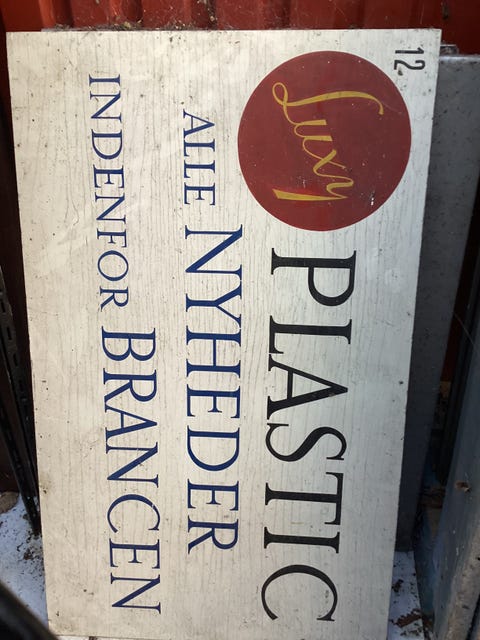 12
Luxy
PLASTIC
ALLE NYHEDER
INDENFOR BRANCEN